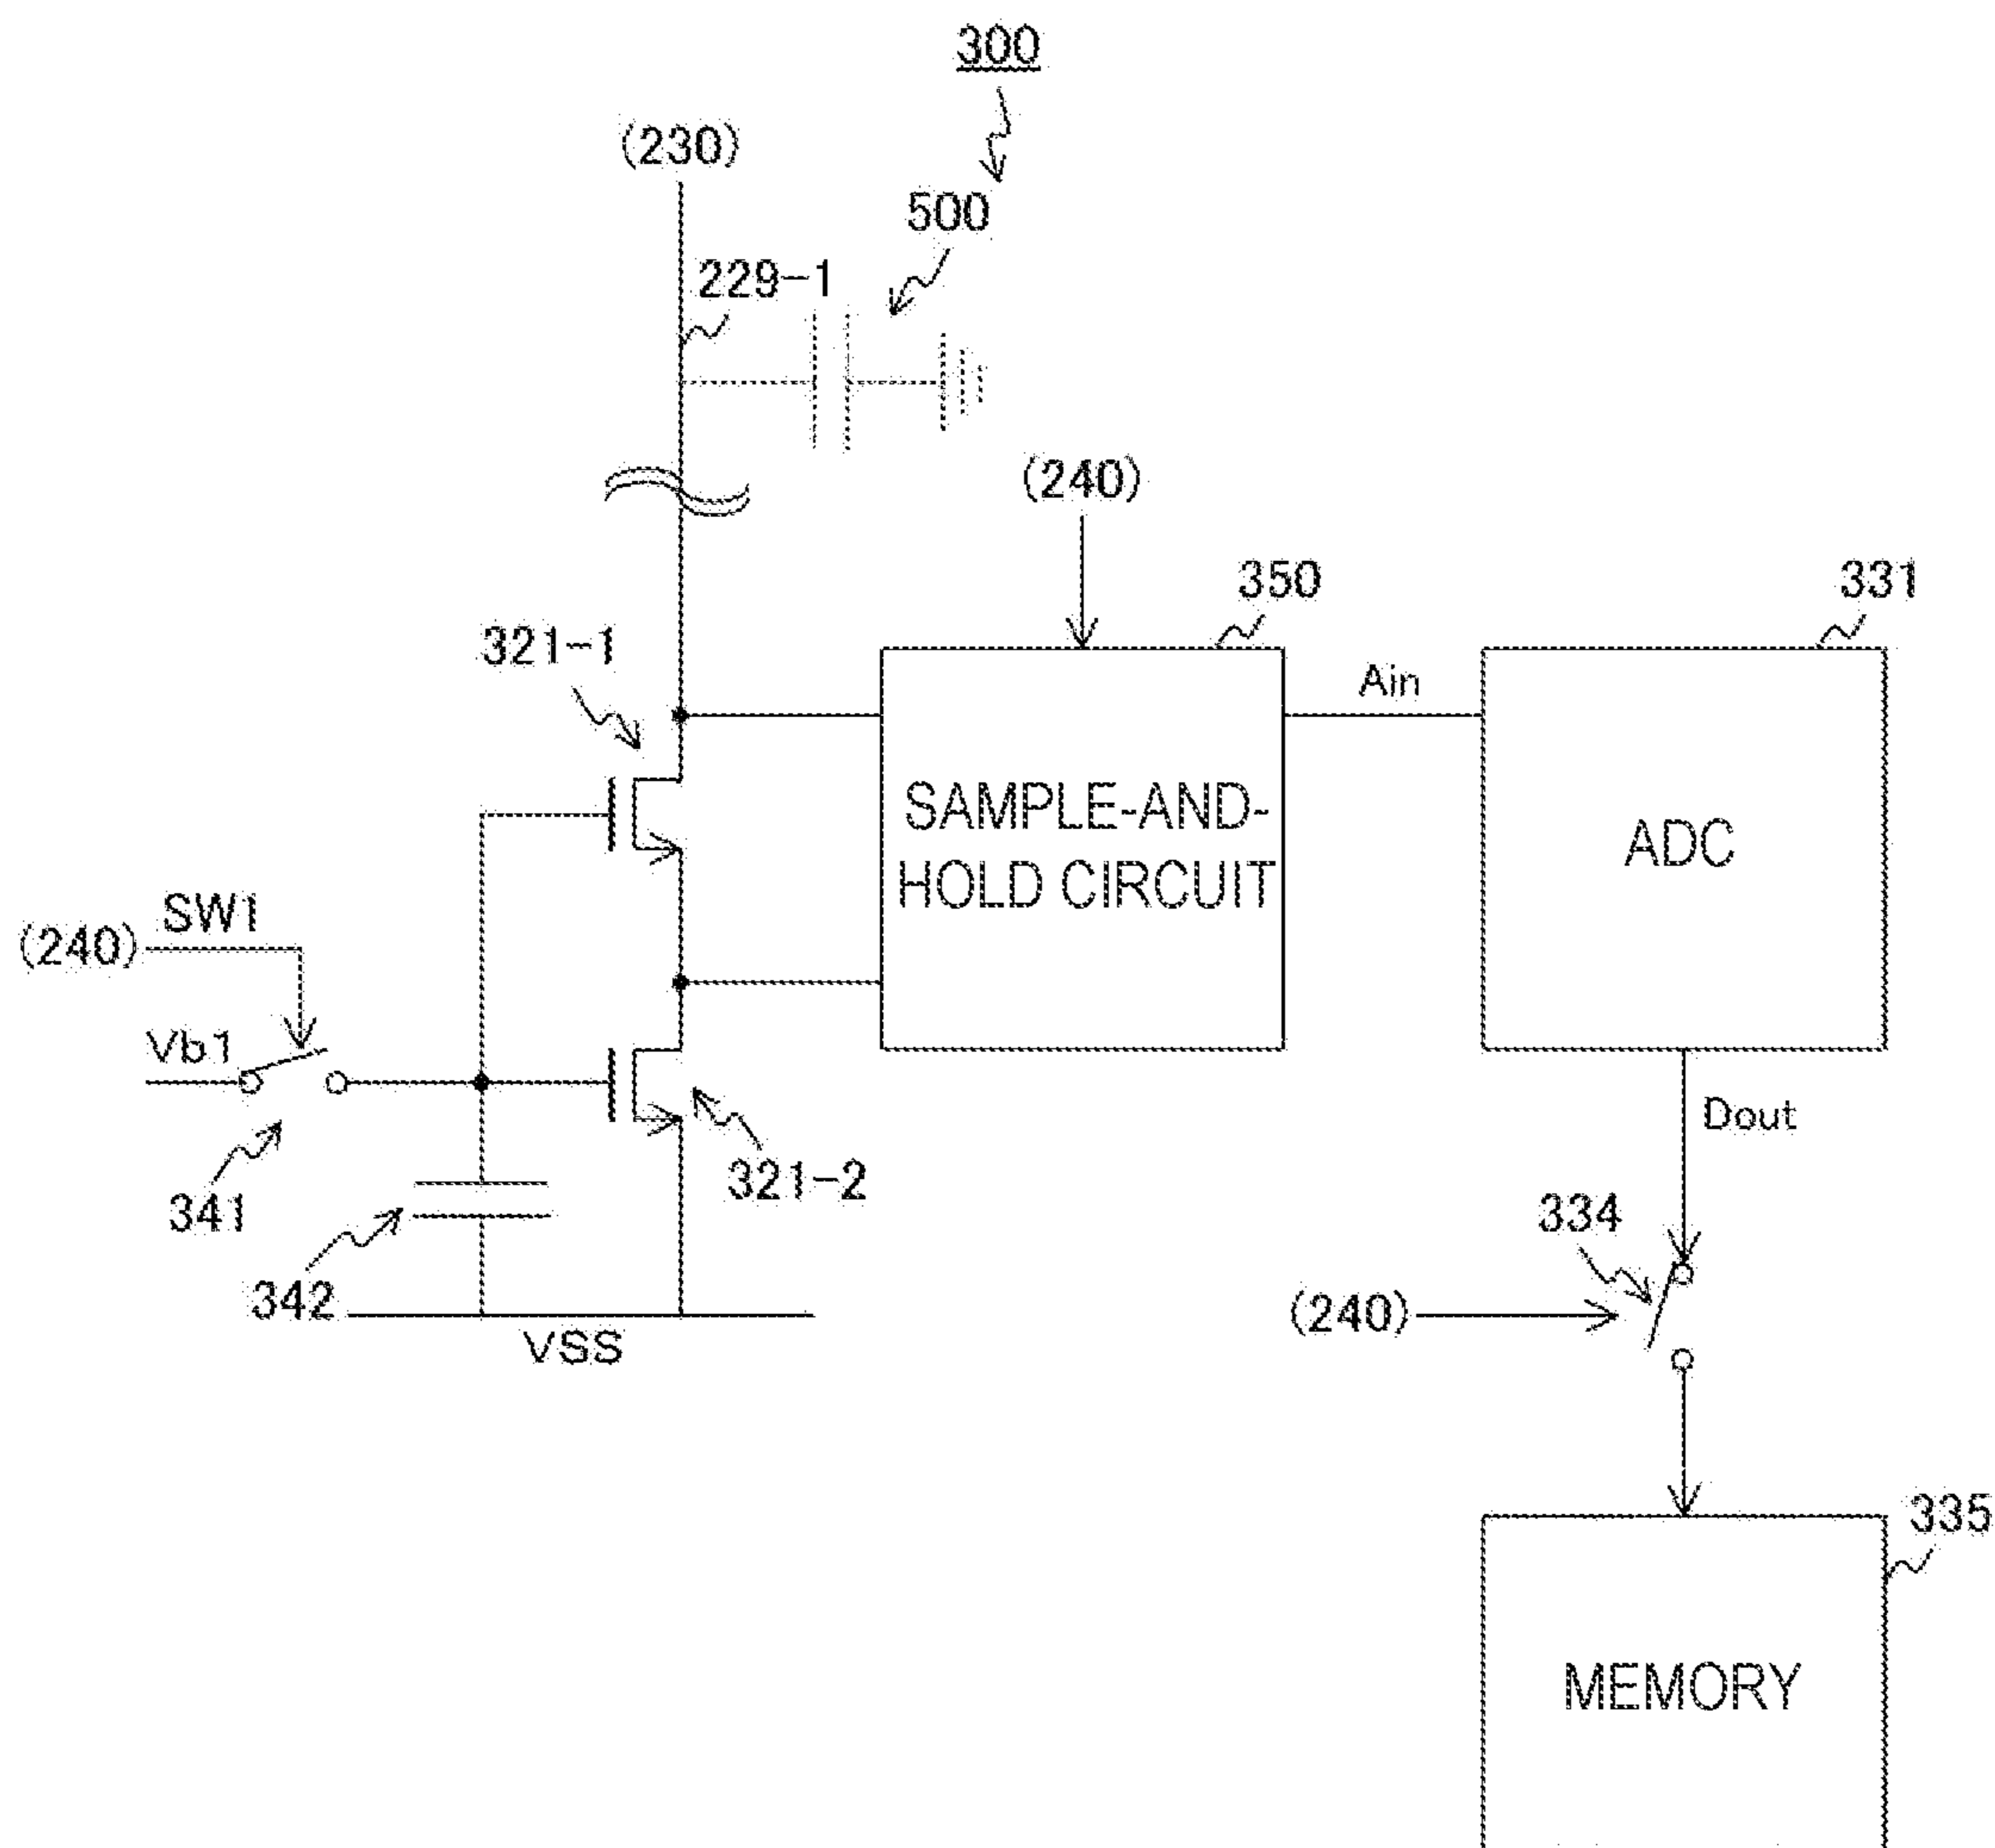 300
(230)
500
229-1
(240)
350
331
321-1
Ain
SAMPLE-AND-
HOLD CIRCUIT
ADC
SW1
(240)
Vb1
Dout
321-2
341
334
342
(240)
VSS
335
MEMORY